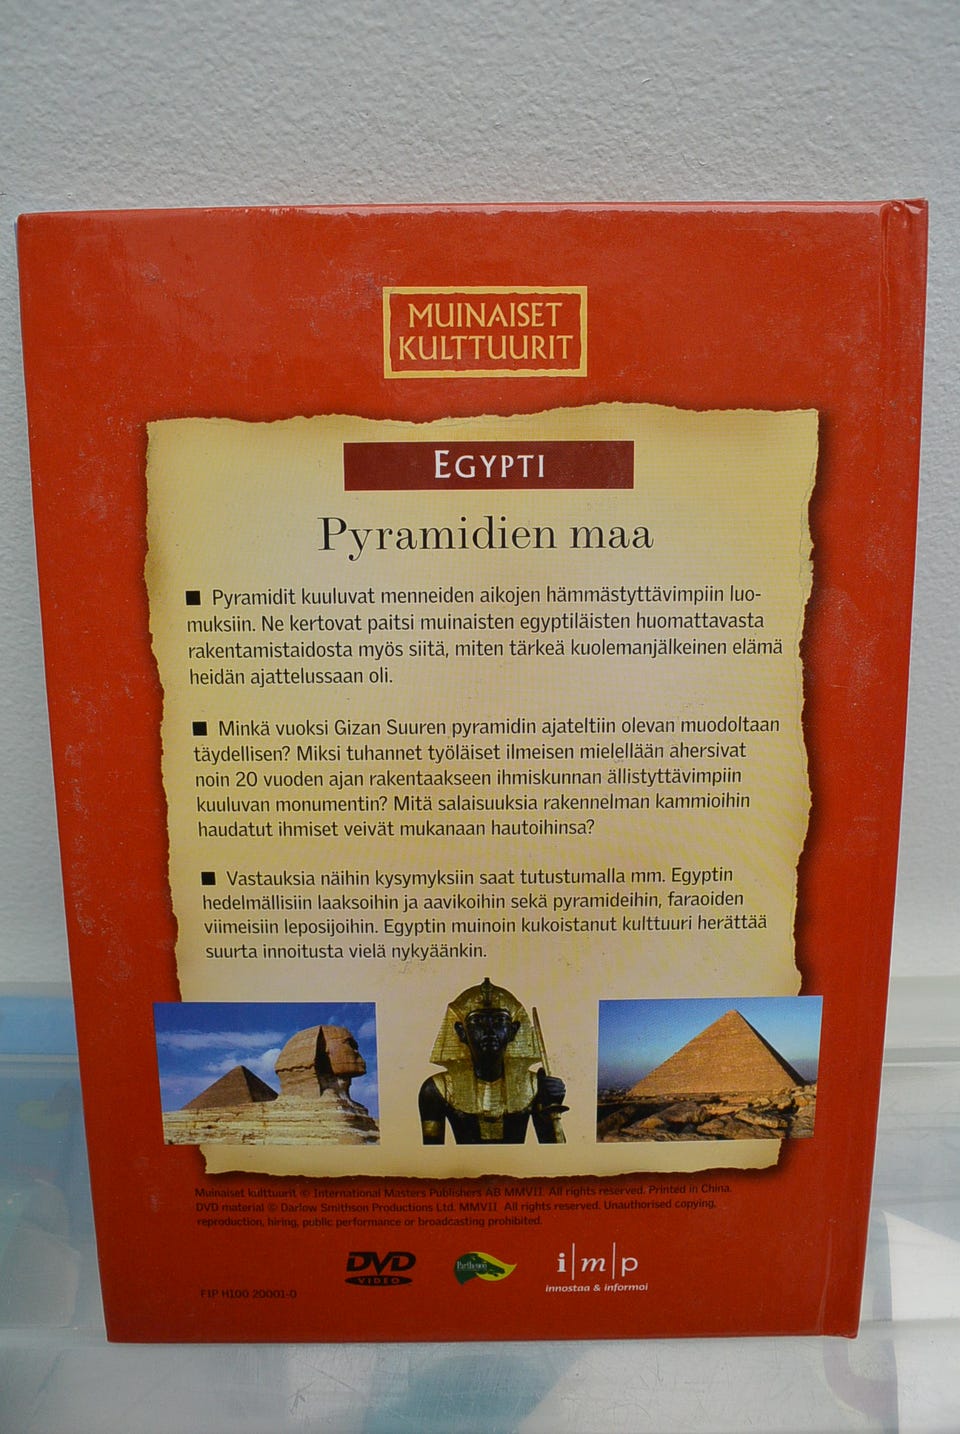 MUINAISET
KULTTUURIT
EGYPTI
Pyramidien maa
■ Pyramidit kuuluvat menneiden aikojen hämmästyttävimpiin luo-
muksiin. Ne kertovat paitsi muinaisten egyptiläisten huomattavasta
rakentamistaidosta myös siitä, miten tärkeä kuolemanjälkeinen elämä
heidän ajattelussaan oli.
■ Minkä vuoksi Gizan Suuren pyramidin ajateltiin olevan muodoltaan
täydellisen? Miksi tuhannet työläiset ilmeisen mielellään ahersivat
noin 20 vuoden ajan rakentaakseen ihmiskunnan ällistyttävimpiin
kuuluvan monumentin? Mitä salaisuuksia rakennelman kammioihin
haudatut ihmiset veivät mukanaan hautoihinsa?
■ Vastauksia näihin kysymyksiin saat tutustumalla mm. Egyptin
hedelmällisiin laaksoihin ja aavikoihin sekä pyramideihin, faraoiden
viimeisiin leposijoihin. Egyptin muinoin kukoistanut kulttuuri herättää
suurta innoitusta vielä nykyäänkin.
Muinaiset kulttuurit © International Masters Publishers AB MMVII. All rights reserved. Printed in China.
DVD material © Darlow Smithson Productions Ltd. MMVII All rights reserved. Unauthorised copying,
reproduction, hiring, public performance or broadcasting prohibited.
DVD
VIDEO
Parthenon
i|m|p
innostaa & informoi
FIP H100 20001-0